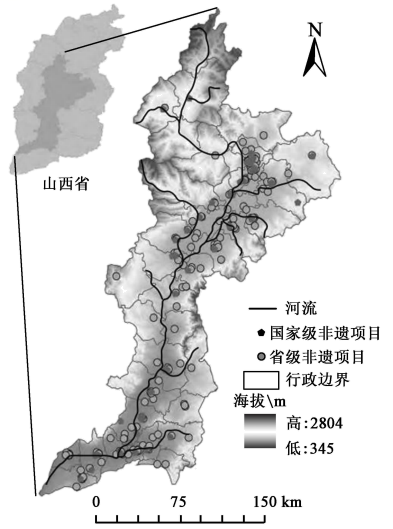 N
山西省
河流
国家级非遗项目
省级非遗项目
行政边界
海拔\m
高:2804
低:345
0 75 150 km